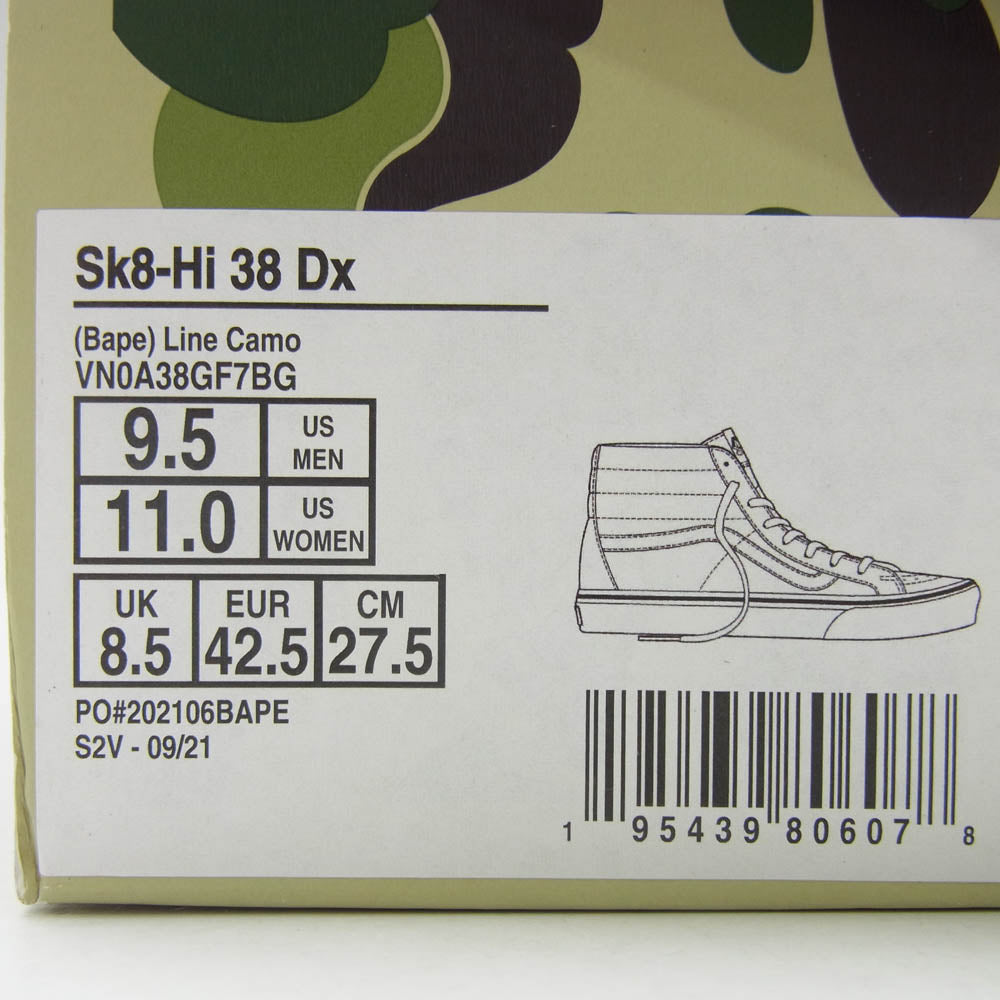 Sk8-Hi 38 Dx
(Bape) Line Camo
VN0A38GF7BG
9.5 US MEN
11.0 US WOMEN
UK EUR CM
8.5 42.5 27.5
PO#202106BAPE
S2V - 09/21
1 95439 80607 8